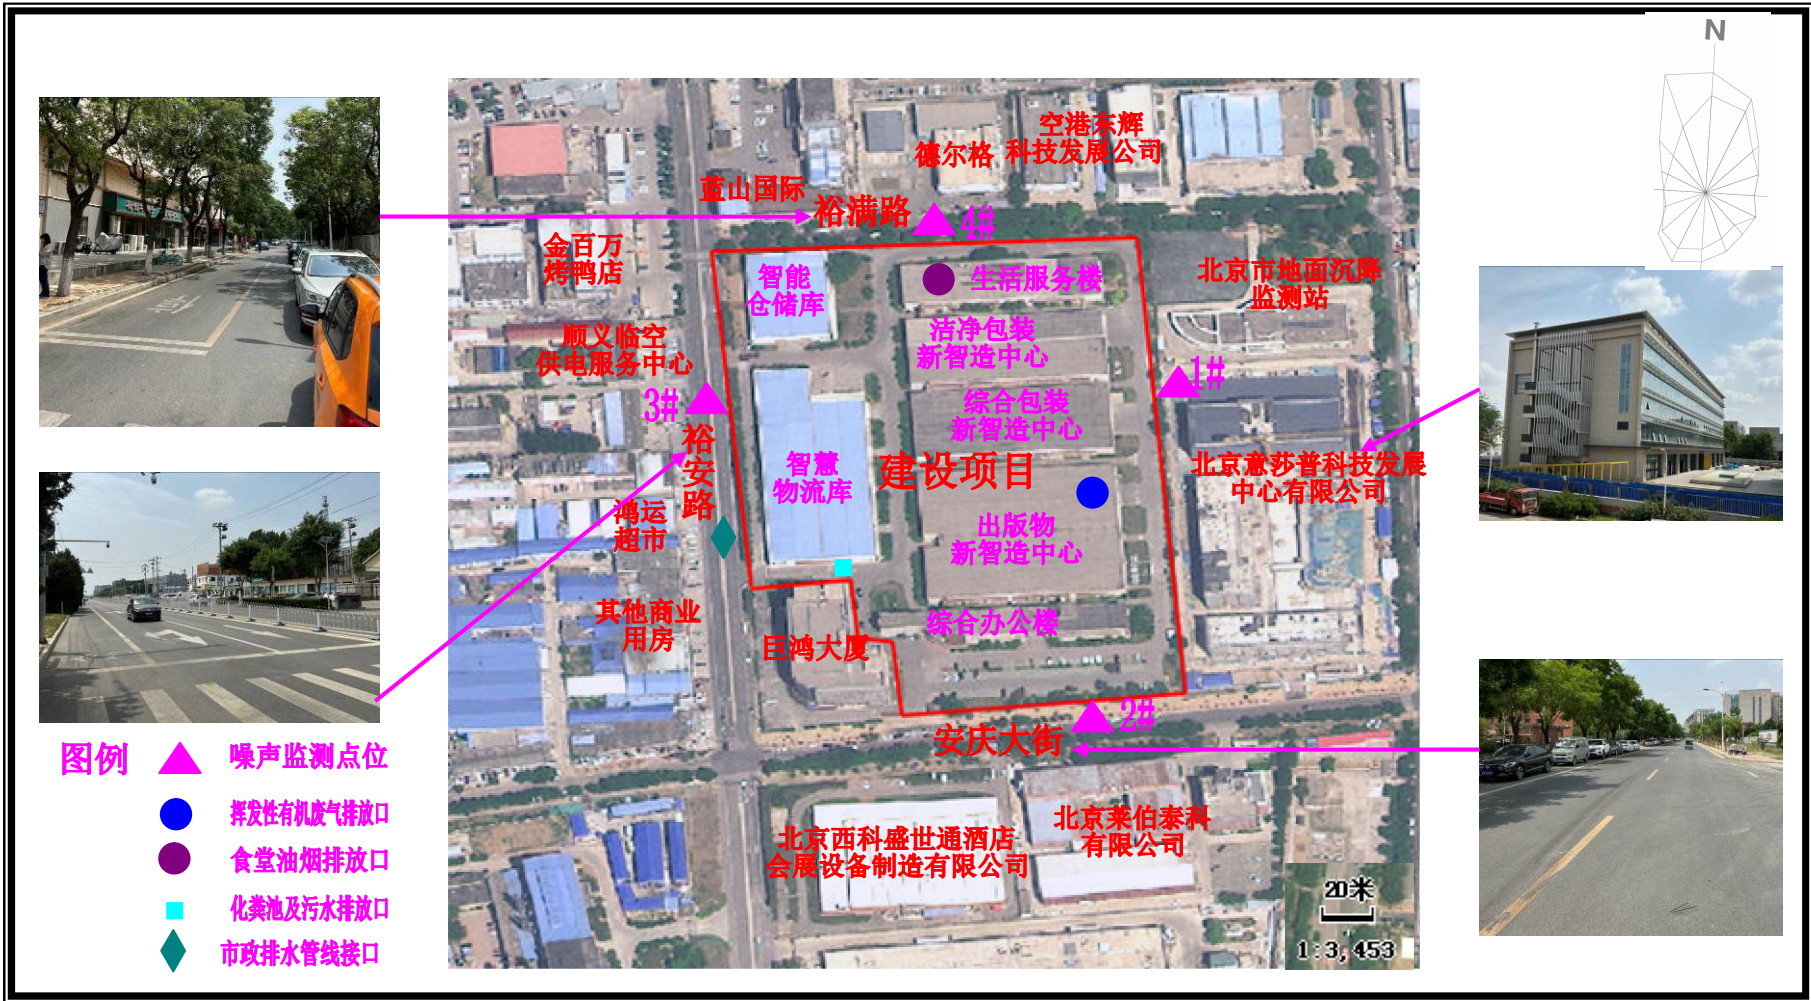 N
空港东辉
科技发展公司
德尔格
蓝山国际
裕满路
4#
金百万
烤鸭店
智能
仓储库
生活服务楼
北京市地面沉降
监测站
洁净包装
新智造中心
顺义临空
供电服务中心
1#
3#
综合包装
新智造中心
裕
安
路
智慧
物流库
建设项目
北京意莎普科技发展
中心有限公司
鸿运
超市
出版物
新智造中心
其他商业
用房
综合办公楼
巨鸿大厦
2#
安庆大街
北京西科盛世通酒店
会展设备制造有限公司
北京莱伯泰科
有限公司
20米
1:3,453
图例
噪声监测点位
挥发性有机废气排放口
食堂油烟排放口
化粪池及污水排放口
市政排水管线接口